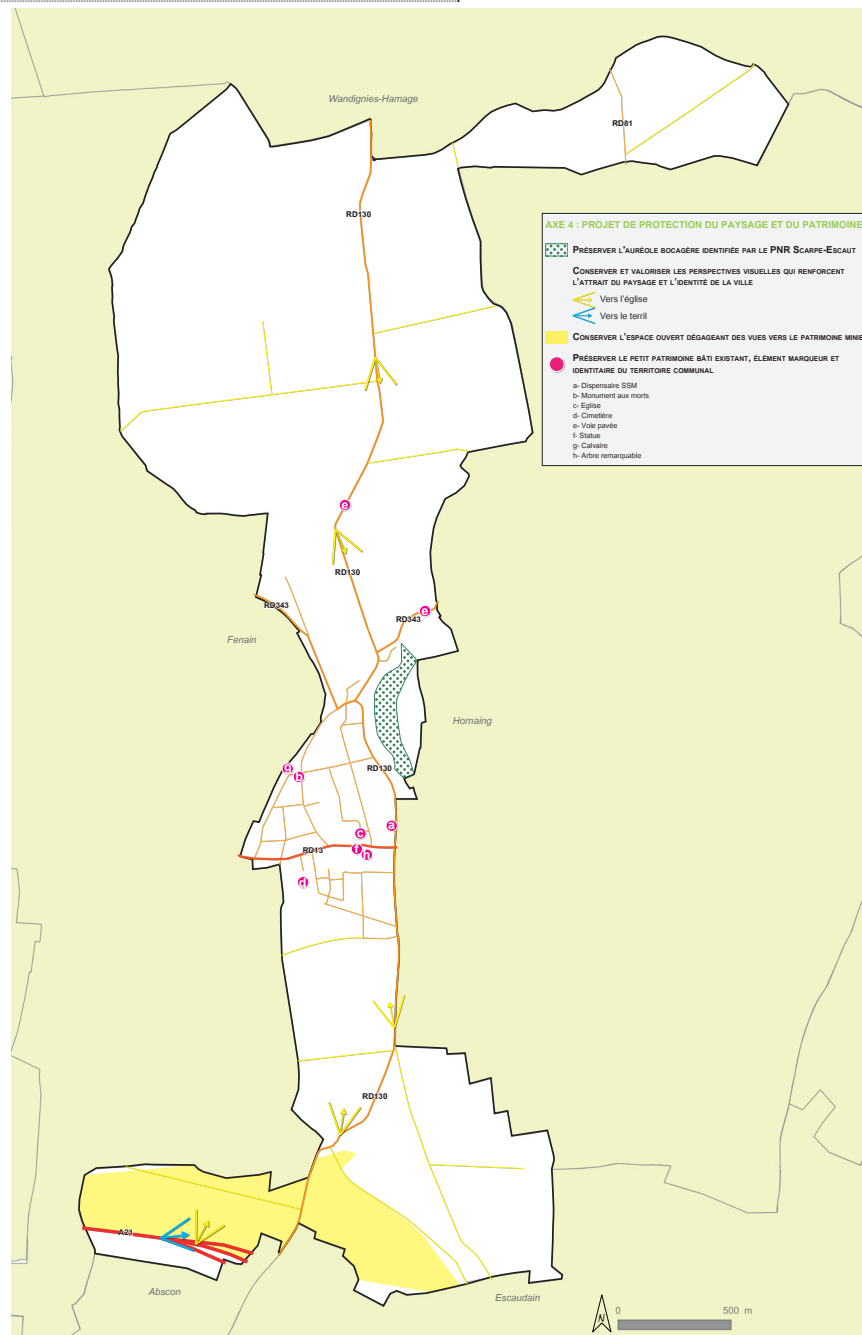 Wandignies-Hamage
RD81
RD130
AXE 4 : PROJET DE PROTECTION DU PAYSAGE ET DU PATRIMOINE
PRÉSERVER L'AURÉOLE BOCAGÈRE IDENTIFIÉE PAR LE PNR SCARPE-ESCAUT
CONSERVER ET VALORISER LES PERSPECTIVES VISUELLES QUI RENFORCENT
L'ATTRAIT DU PAYSAGE ET L'IDENTITÉ DE LA VILLE
Vers l'église
Vers le terril
CONSERVER L'ESPACE OUVERT DÉGAGEANT DES VUES VERS LE PATRIMOINE MINIE
PRÉSERVER LE PETIT PATRIMOINE BÂTI EXISTANT, ÉLÉMENT MARQUEUR ET
IDENTITAIRE DU TERRITOIRE COMMUNAL
a- Dispensaire SSM
b- Monument aux morts
c- Eglise
d- Cimetière
e- Voie pavée
f- Statue
g- Calvaire
h- Arbre remarquable
e
RD130
RD343
e
RD343
Fenain
Hornaing
g
b
RD130
a
c
f
h
RD13
d
RD130
A21
Abscon
Escaudain
N
0 500 m